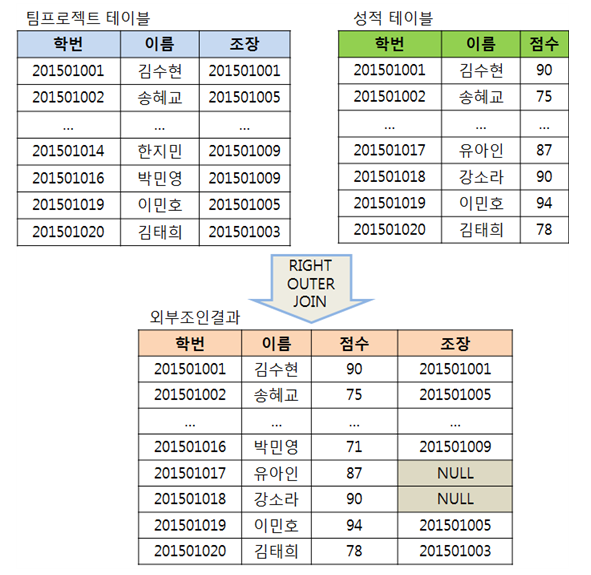 팀프로젝트 테이블
학번 이름 조장
201501001 김수현 201501001
201501002 송혜교 201501005
... ... ...
201501014 한지민 201501009
201501016 박민영 201501009
201501019 이민호 201501005
201501020 김태희 201501003
성적 테이블
학번 이름 점수
201501001 김수현 90
201501002 송혜교 75
... ... ...
201501017 유아인 87
201501018 강소라 90
201501019 이민호 94
201501020 김태희 78
RIGHT
OUTER
JOIN
외부조인결과
학번 이름 점수 조장
201501001 김수현 90 201501001
201501002 송혜교 75 201501005
... ... ... ...
201501016 박민영 71 201501009
201501017 유아인 87 NULL
201501018 강소라 90 NULL
201501019 이민호 94 201501005
201501020 김태희 78 201501003